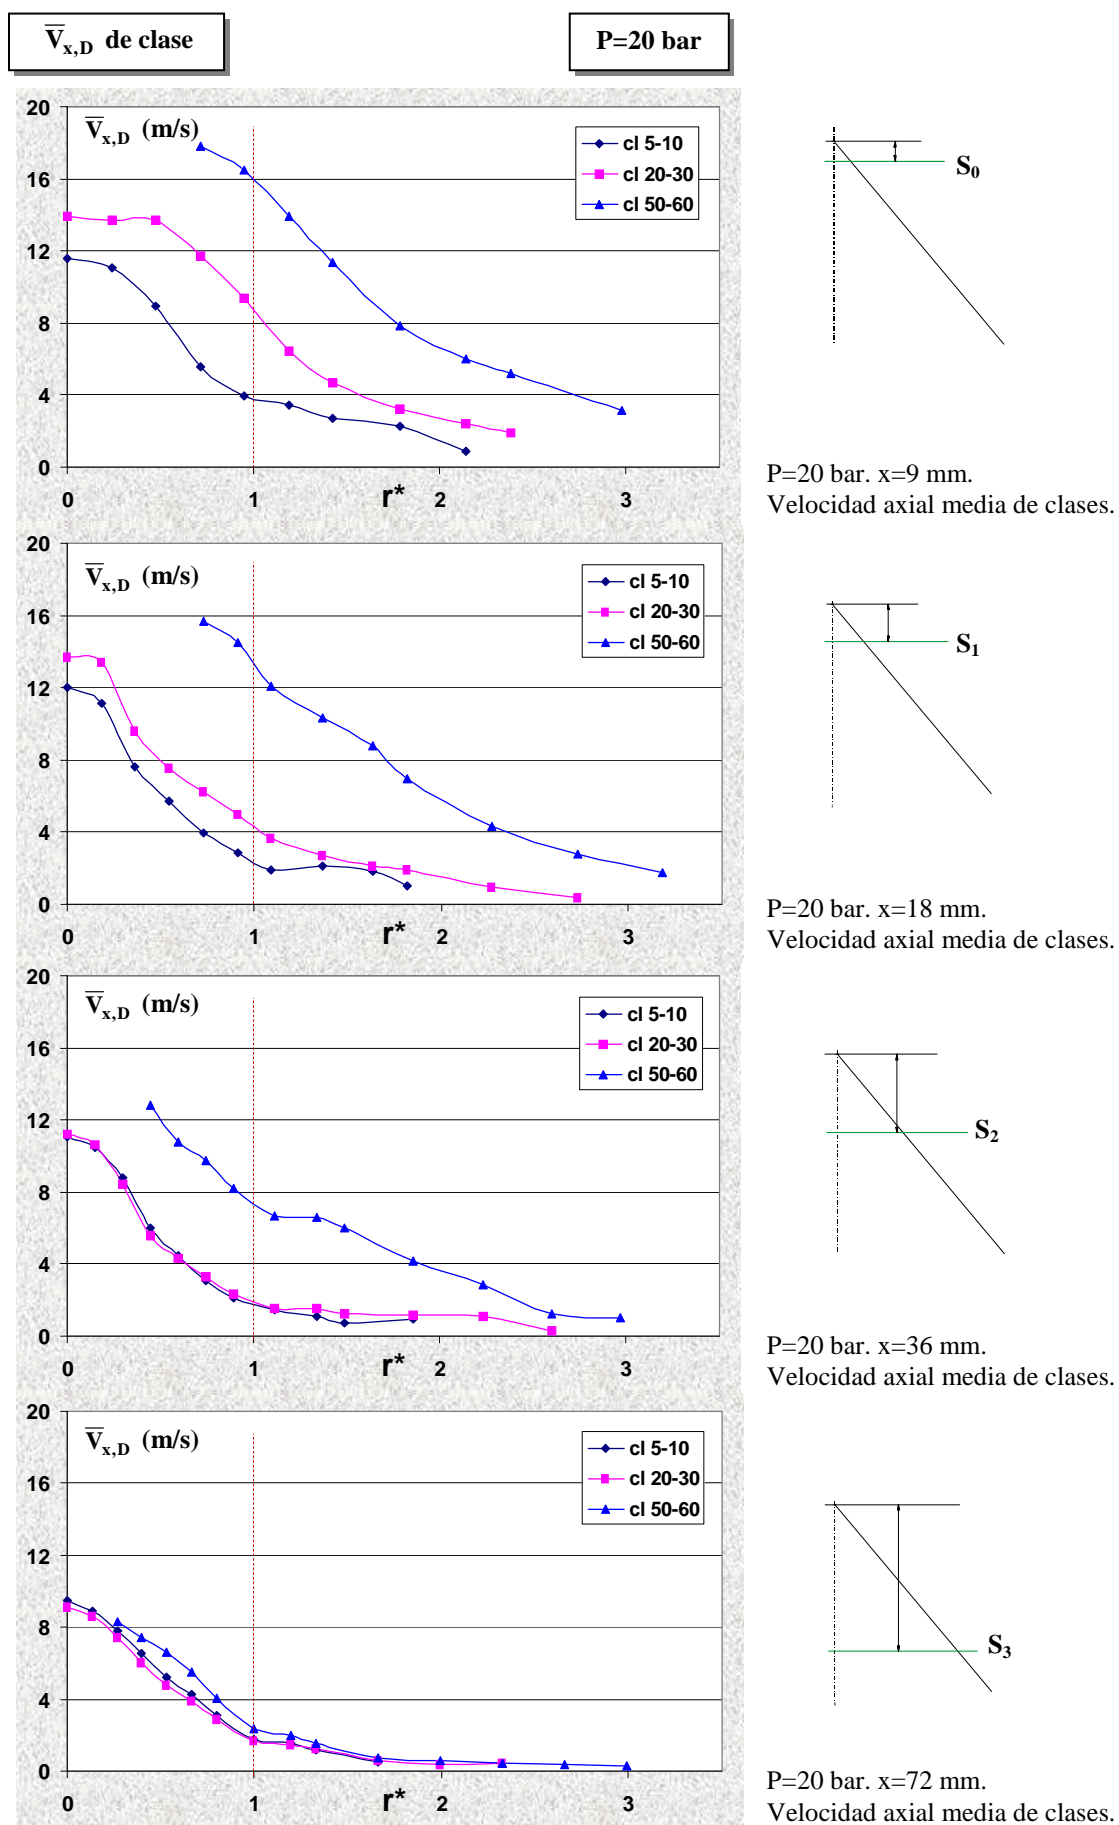 V̅x,D de clase
P=20 bar
V̅x,D (m/s)
cl 5-10
cl 20-30
cl 50-60
20
16
12
8
4
0
0 1 2 3
r*
S0
P=20 bar. x=9 mm.
Velocidad axial media de clases.
V̅x,D (m/s)
cl 5-10
cl 20-30
cl 50-60
20
16
12
8
4
0
0 1 2 3
r*
S1
P=20 bar. x=18 mm.
Velocidad axial media de clases.
V̅x,D (m/s)
cl 5-10
cl 20-30
cl 50-60
20
16
12
8
4
0
0 1 2 3
r*
S2
P=20 bar. x=36 mm.
Velocidad axial media de clases.
V̅x,D (m/s)
cl 5-10
cl 20-30
cl 50-60
20
16
12
8
4
0
0 1 2 3
r*
S3
P=20 bar. x=72 mm.
Velocidad axial media de clases.